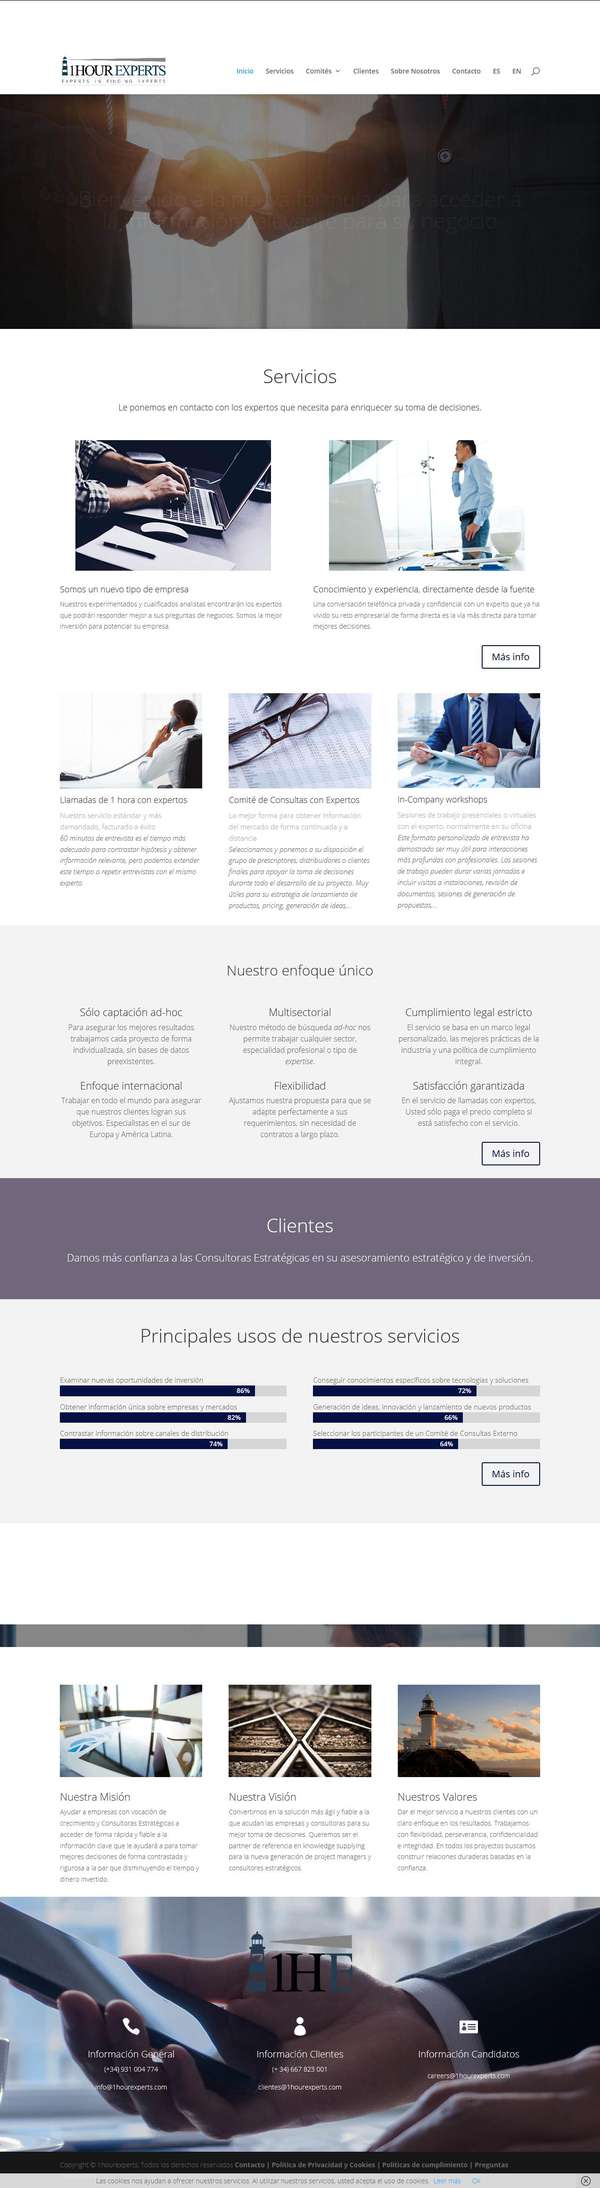 1HOUREXPERTS
EXPERTS IN FINDING EXPERTS
Inicio Servicios Comités Clientes Sobre Nosotros Contacto ES EN
Bienvenido a la nueva fórmula para acceder a
la información relevante para su negocio
Servicios
Le ponemos en contacto con los expertos que necesita para enriquecer su toma de decisiones.
Somos un nuevo tipo de empresa
Nuestros experimentados y cualificados analistas encontrarán los expertos
que podrán responder mejor a sus preguntas de negocios. Somos la mejor
inversión para potenciar su empresa.
Conocimiento y experiencia, directamente desde la fuente
Una conversación telefónica privada y confidencial con un experto que ya ha
vivido su reto empresarial de forma directa es la vía más directa para tomar
mejores decisiones.
Más info
Llamadas de 1 hora con expertos
Nuestro servicio estándar y más
demandado, facturado a éxito
60 minutos de entrevista es el tiempo más
adecuado para contrastar hipótesis y obtener
información relevante, pero podemos extender
este tiempo o repetir entrevistas con el mismo
experto.
Comité de Consultas con Expertos
La mejor forma para obtener información
del mercado de forma continuada y a
distancia
Seleccionamos y ponemos a su disposición el
grupo de prescriptores, distribuidores o clientes
finales para apoyar la toma de decisiones
durante todo el desarrollo de su proyecto. Muy
útiles para su estrategia de lanzamiento de
productos, pricing, generación de ideas,...
In-Company workshops
Sesiones de trabajo presenciales o virtuales
con el experto, normalmente en su oficina
Este formato personalizado de entrevista ha
demostrado ser muy útil para interacciones
más profundas con profesionales. Las sesiones
de trabajo pueden durar varias jornadas e
incluir visitas a instalaciones, revisión de
documentos, sesiones de generación de
propuestas,...
Nuestro enfoque único
Sólo captación ad-hoc
Para asegurar los mejores resultados
trabajamos cada proyecto de forma
individualizada, sin bases de datos
preexistentes.
Multisectorial
Nuestro método de búsqueda ad-hoc nos
permite trabajar cualquier sector,
especialidad profesional o tipo de
expertise.
Cumplimiento legal estricto
El servicio se basa en un marco legal
personalizado, las mejores prácticas de la
industria y una política de cumplimiento
integral.
Enfoque internacional
Trabajar en todo el mundo para asegurar
que nuestros clientes logran sus
objetivos. Especialistas en el sur de
Europa y América Latina.
Flexibilidad
Ajustamos nuestra propuesta para que se
adapte perfectamente a sus
requerimientos, sin necesidad de
contratos a largo plazo.
Satisfacción garantizada
En el servicio de llamadas con expertos,
Usted sólo paga el precio completo si
está satisfecho con el servicio.
Más info
Clientes
Damos más confianza a las Consultoras Estratégicas en su asesoramiento estratégico y de inversión.
Principales usos de nuestros servicios
Examinar nuevas oportunidades de inversión
86%
Obtener información única sobre empresas y mercados
82%
Contrastar información sobre canales de distribución
74%
Conseguir conocimientos específicos sobre tecnologías y soluciones
72%
Generación de ideas, innovación y lanzamiento de nuevos productos
66%
Seleccionar los participantes de un Comité de Consultas Externo
64%
Más info
Nuestra Misión
Ayudar a empresas con vocación de
crecimiento y Consultoras Estratégicas a
acceder de forma rápida y fiable a la
información clave que le ayudará a para tomar
mejores decisiones de forma contrastada y
rigurosa a la par que disminuyendo el tiempo y
dinero invertido.
Nuestra Visión
Convertirnos en la solución más ágil y fiable a la
que acudan las empresas y consultoras para su
mejor toma de decisiones. Queremos ser el
partner de referencia en knowledge supplying
para la nueva generación de project managers y
consultores estratégicos.
Nuestros Valores
Dar el mejor servicio a nuestros clientes con un
claro enfoque en los resultados. Trabajamos
con flexibilidad, perseverancia, confidencialidad
e integridad. En todos los proyectos buscamos
construir relaciones duraderas basadas en la
confianza.
1HE
Información General
(+34) 931 004 774
info@1hourexperts.com
Información Clientes
(+ 34) 667 823 001
clientes@1hourexperts.com
Información Candidatos
careers@1hourexperts.com
Copyright © 1hourexperts. Todos los derechos reservados Contacto | Política de Privacidad y Cookies | Políticas de cumplimiento | Preguntas
Las cookies nos ayudan a ofrecer nuestros servicios. Al utilizar nuestros servicios, usted acepta el uso de cookies. Leer más Ok